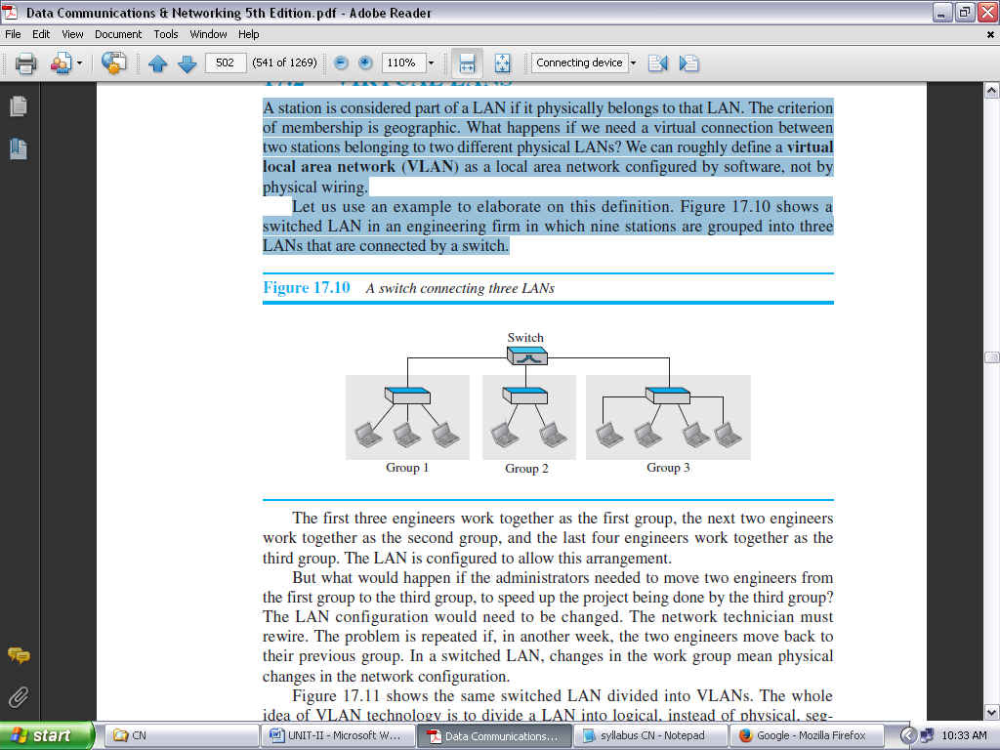 Data Communications & Networking 5th Edition.pdf - Adobe Reader
File Edit View Document Tools Window Help
502 (541 of 1269) 110% Connecting device
17.2 VIRTUAL LANS
A station is considered part of a LAN if it physically belongs to that LAN. The criterion
of membership is geographic. What happens if we need a virtual connection between
two stations belonging to two different physical LANs? We can roughly define a virtual
local area network (VLAN) as a local area network configured by software, not by
physical wiring.
Let us use an example to elaborate on this definition. Figure 17.10 shows a
switched LAN in an engineering firm in which nine stations are grouped into three
LANs that are connected by a switch.
Figure 17.10 A switch connecting three LANs
Switch
Group 1 Group 2 Group 3
The first three engineers work together as the first group, the next two engineers
work together as the second group, and the last four engineers work together as the
third group. The LAN is configured to allow this arrangement.
But what would happen if the administrators needed to move two engineers from
the first group to the third group, to speed up the project being done by the third group?
The LAN configuration would need to be changed. The network technician must
rewire. The problem is repeated if, in another week, the two engineers move back to
their previous group. In a switched LAN, changes in the work group mean physical
changes in the network configuration.
Figure 17.11 shows the same switched LAN divided into VLANs. The whole
idea of VLAN technology is to divide a LAN into logical, instead of physical, seg-
start CN UNIT-II - Microsoft W... Data Communications... syllabus CN - Notepad Google - Mozilla Firefox 10:33 AM